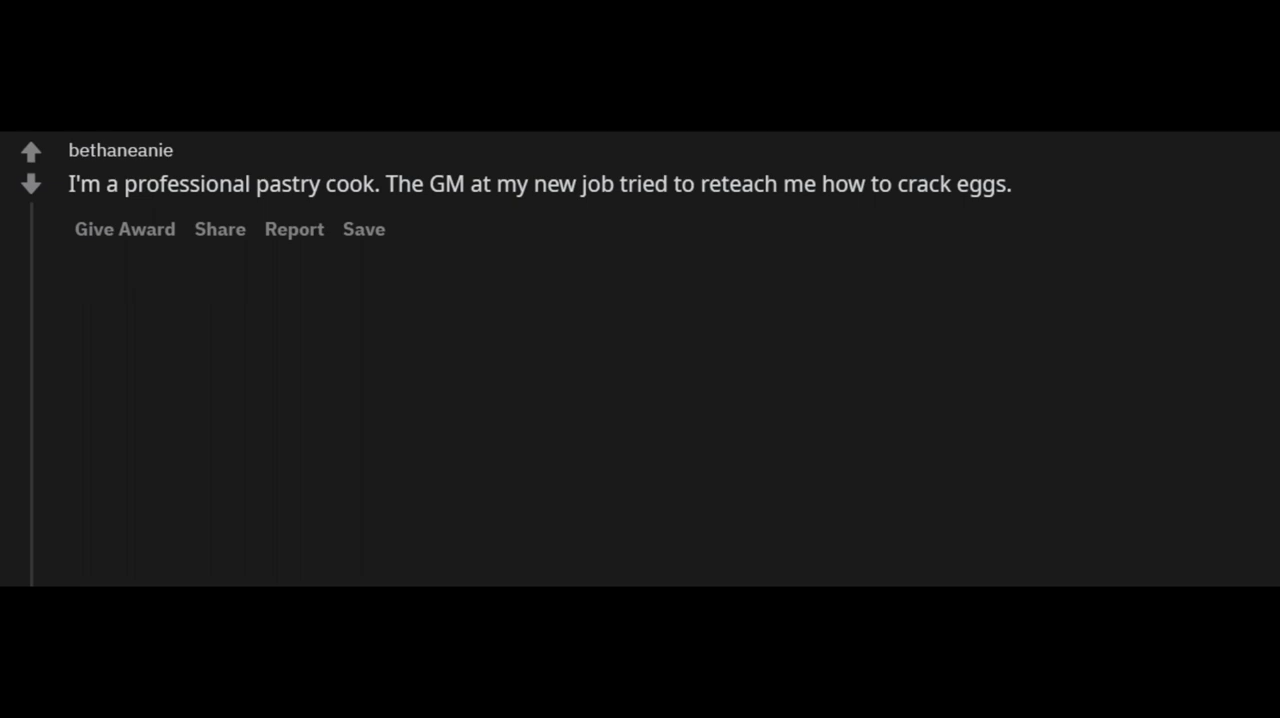 bethaneanie
I'm a professional pastry cook. The GM at my new job tried to reteach me how to crack eggs.
Give Award Share Report Save